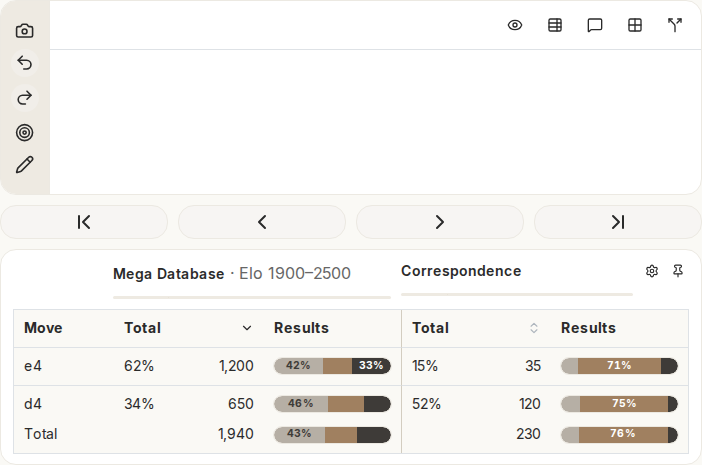 Mega Database · Elo 1900–2500 Correspondence
Move Total Results Total Results
e4 62% 1,200 42% 33% 15% 35 71%
d4 34% 650 46% 52% 120 75%
Total 1,940 43% 230 76%